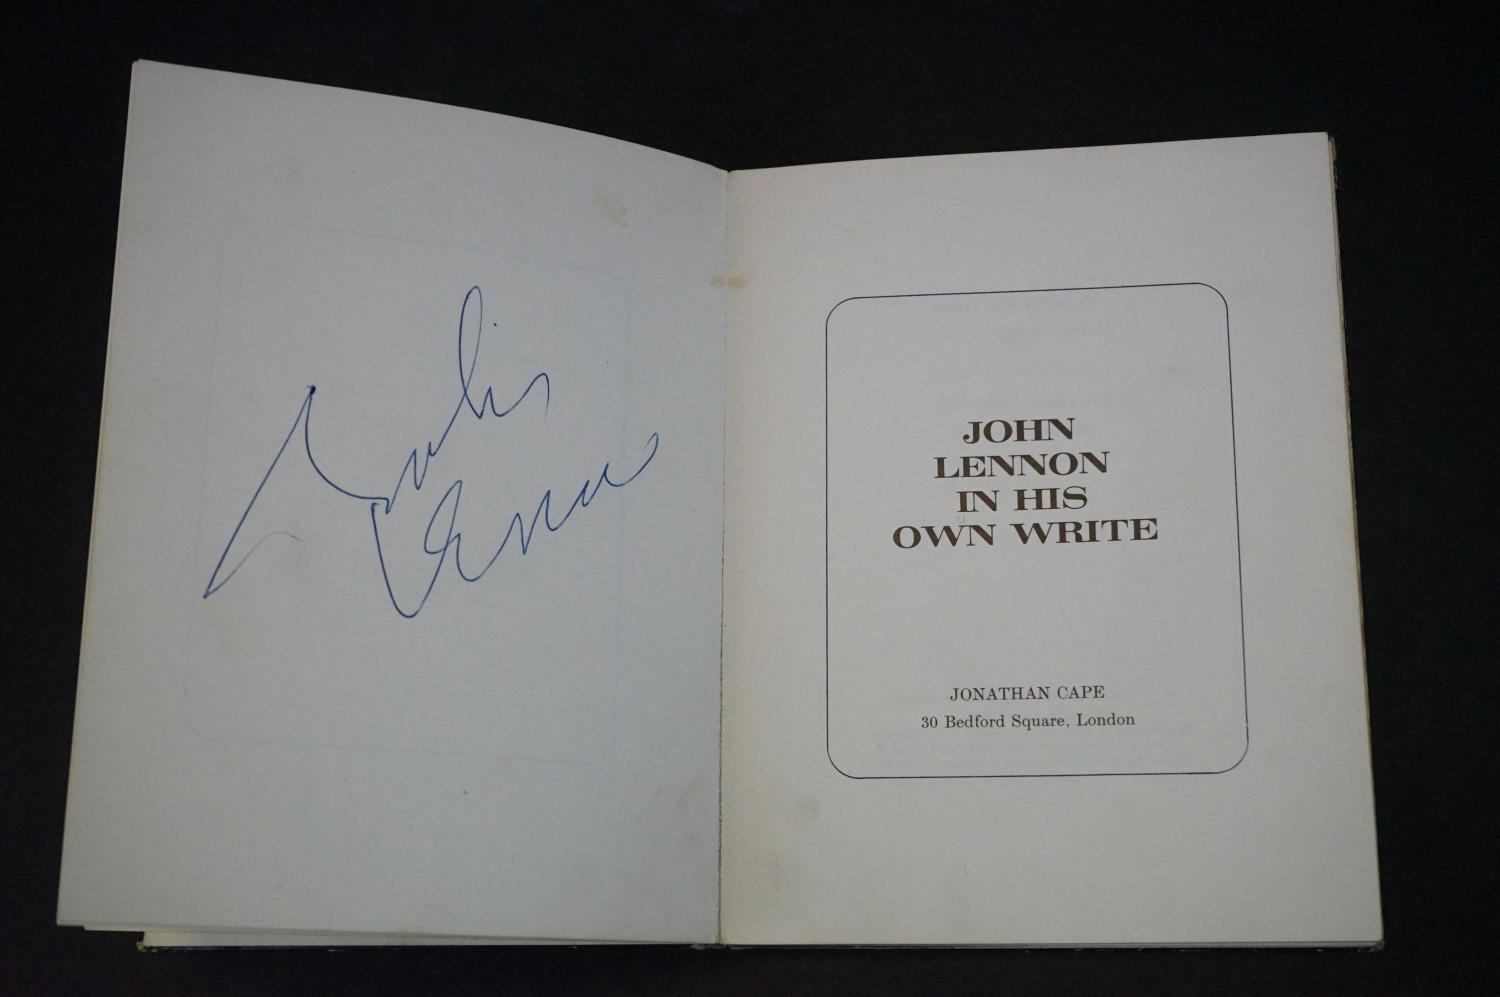 JOHN
LENNON
IN HIS
OWN WRITE
JONATHAN CAPE
30 Bedford Square, London